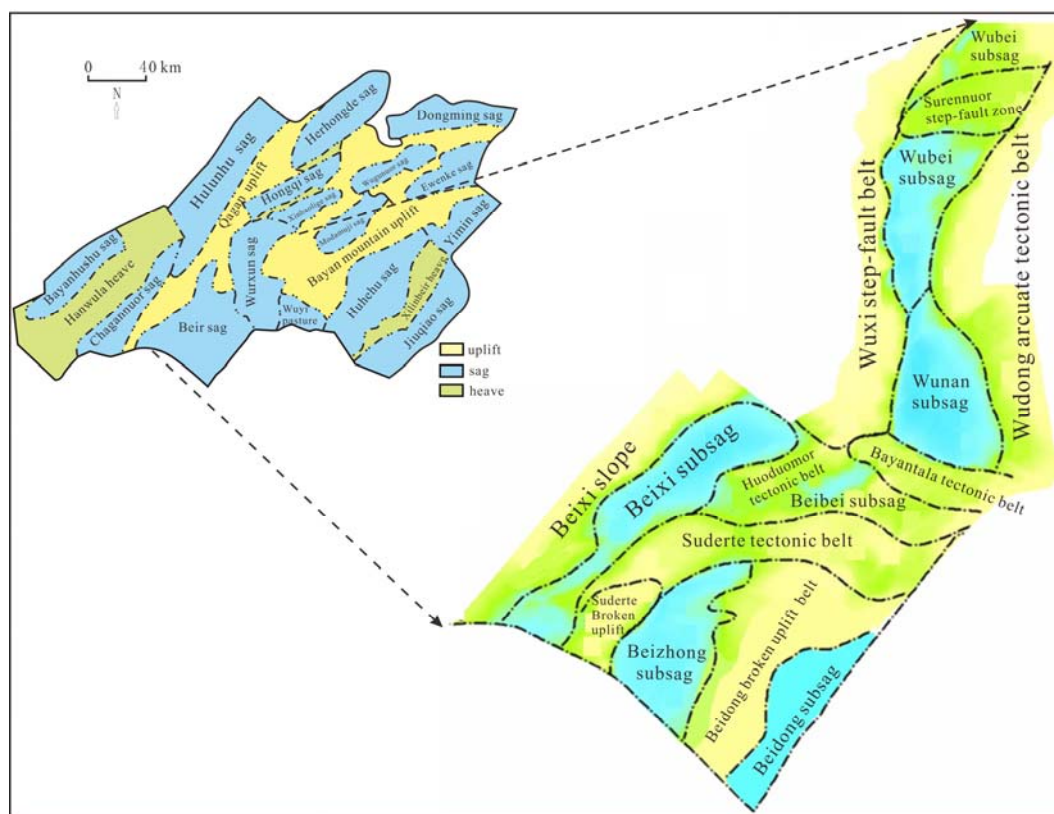 0 40 km
N
Herhongde sag
Dongming sag
Hulunhu sag
Qagan uplift
Hongqi sag
Wugunuoer sag
Ewenke sag
Modamuji sag
Yimin sag
Bayan mountain uplift
Bayanhushu sag
Hanwula heave
Chagannuor sag
Wurxun sag
Beir sag
Wuyi
pasture
Huhehu sag
Xilinbeir heave
Jiuqiao sag
uplift
sag
heave
Wubei
subsag
Surennuor
step-fault zone
Wubei
subsag
Wuxi step-fault belt
Wudong arcuate tectonic belt
Wunan
subsag
Bayantala tectonic belt
Beixi slope
Beixi subsag
Huoduomor
tectonic belt
Beibei subsag
Suderte tectonic belt
Suderte
Broken
uplift
Beizhong
subsag
Beidong broken uplift belt
Beidong subsag